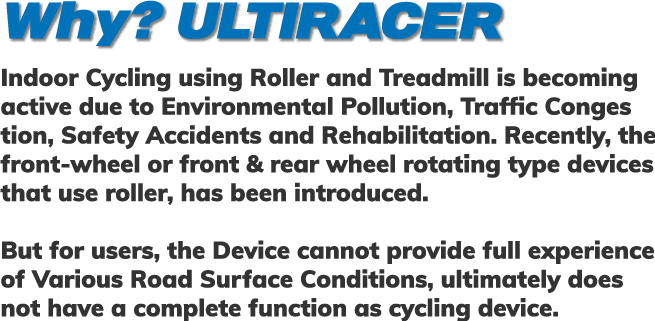 Why? ULTIRACER
Indoor Cycling using Roller and Treadmill is becoming
active due to Environmental Pollution, Traffic Conges
tion, Safety Accidents and Rehabilitation. Recently, the
front-wheel or front & rear wheel rotating type devices
that use roller, has been introduced.
But for users, the Device cannot provide full experience
of Various Road Surface Conditions, ultimately does
not have a complete function as cycling device.